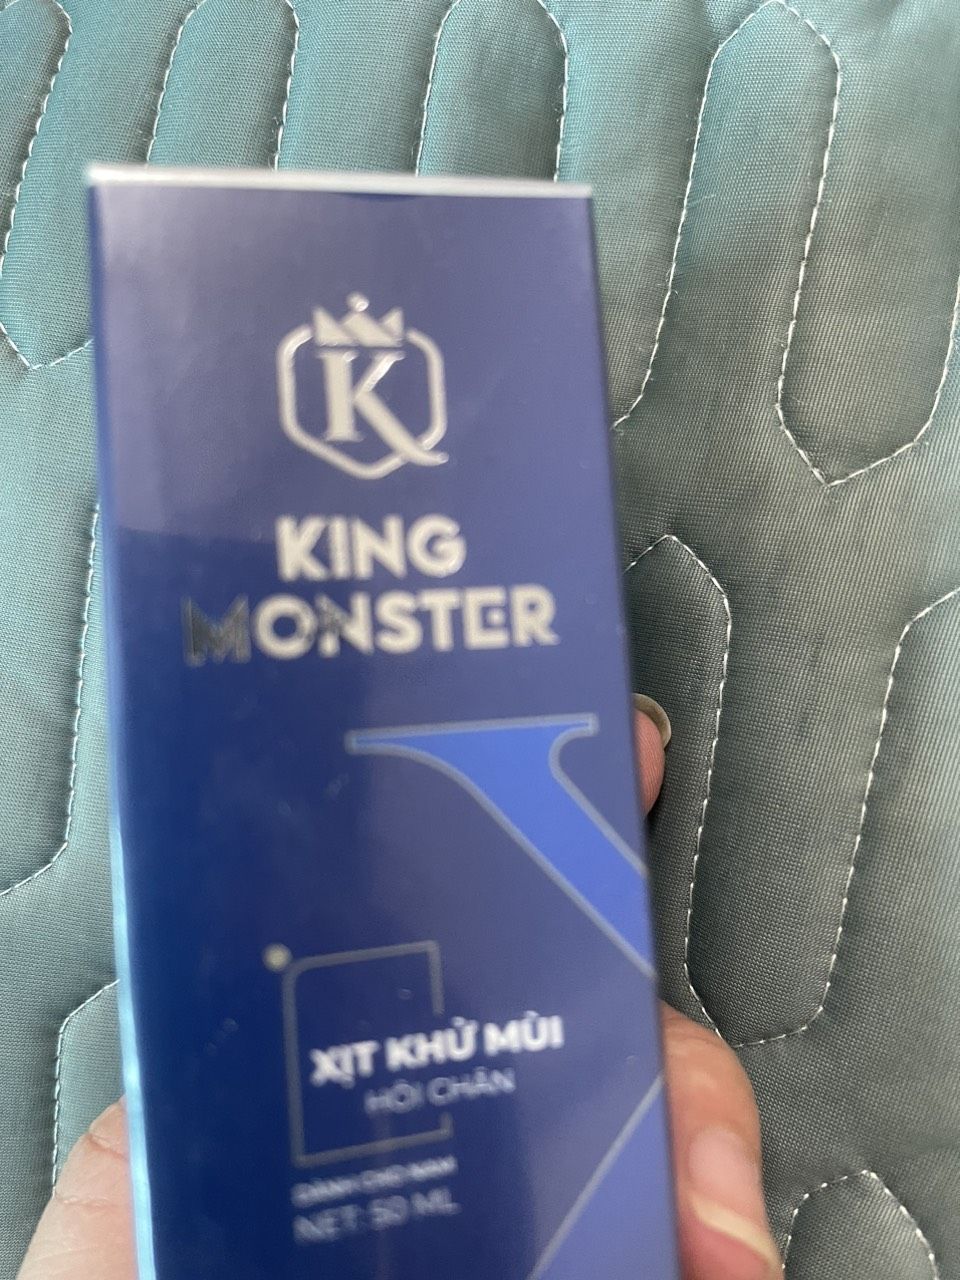 K
KING
MONSTER
XỊT KHỬ MÙI
HÔI CHÂN
DÀNH CHO NAM
NET: 50 ML